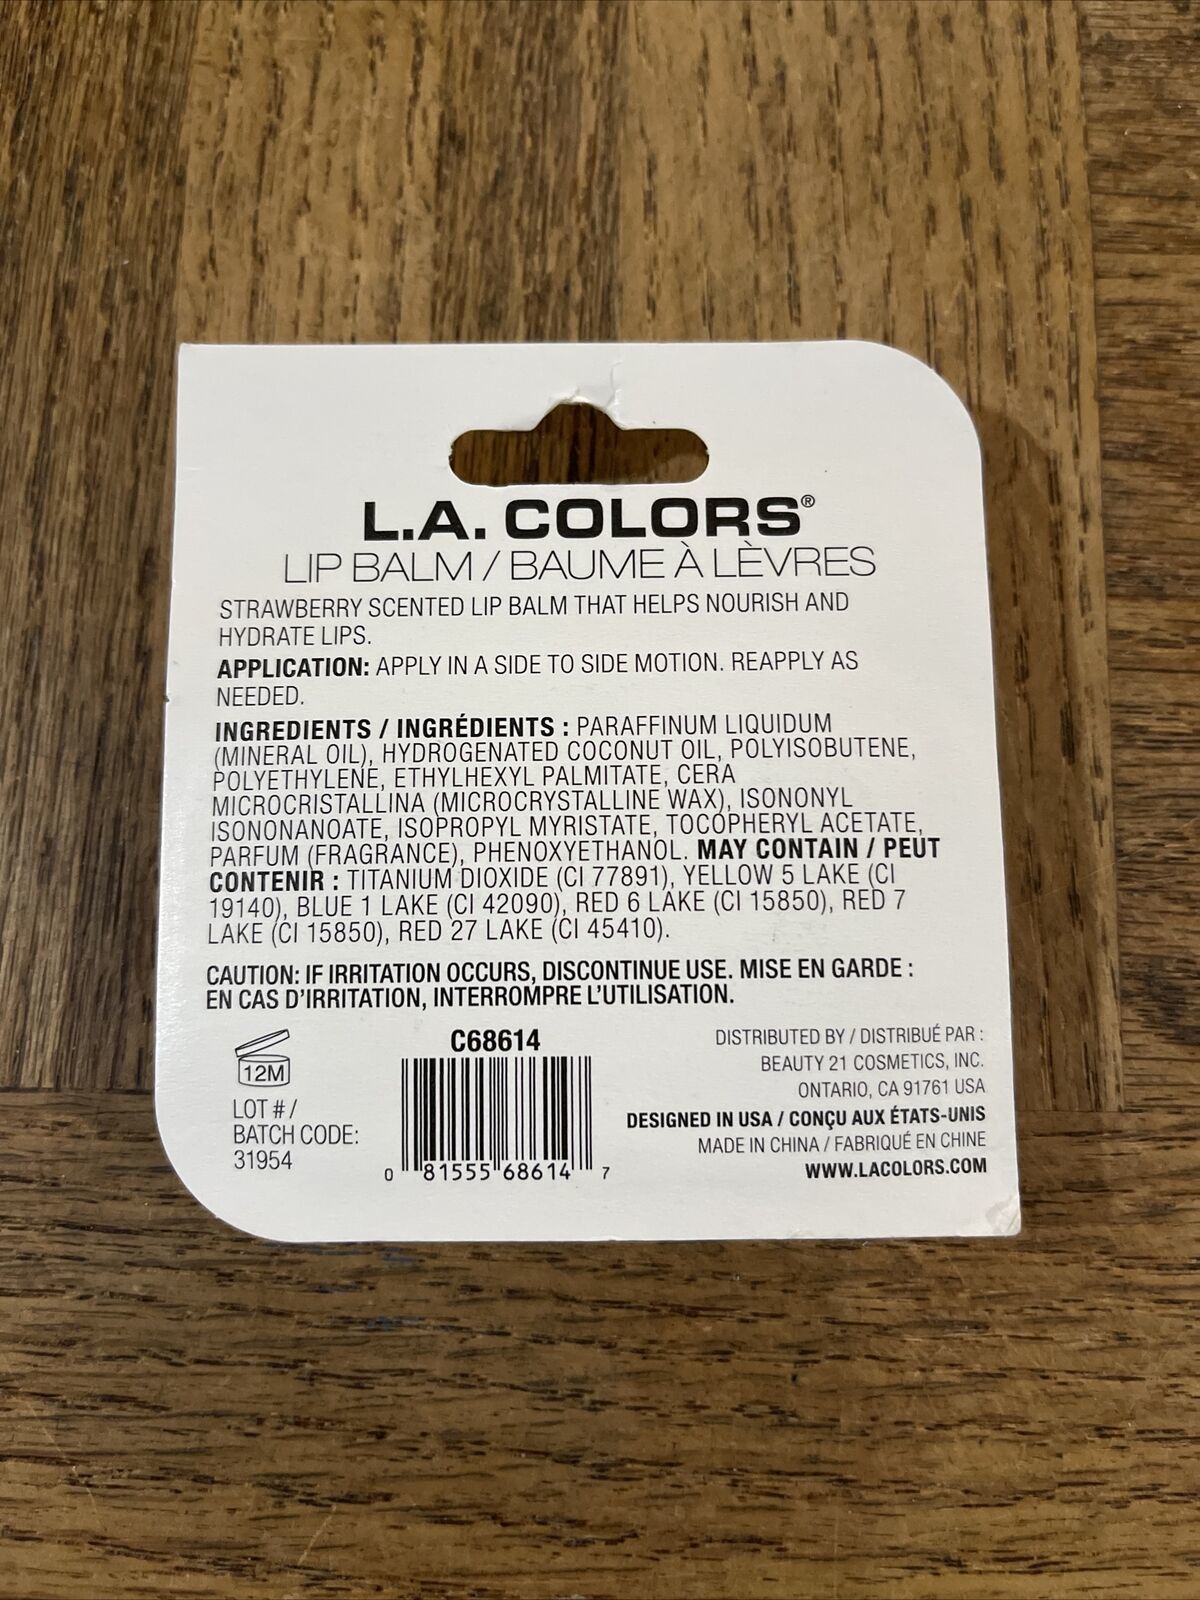 L.A. COLORS®
LIP BALM / BAUME À LÈVRES
STRAWBERRY SCENTED LIP BALM THAT HELPS NOURISH AND
HYDRATE LIPS.
APPLICATION: APPLY IN A SIDE TO SIDE MOTION. REAPPLY AS
NEEDED.
INGREDIENTS / INGRÉDIENTS : PARAFFINUM LIQUIDUM
(MINERAL OIL), HYDROGENATED COCONUT OIL, POLYISOBUTENE,
POLYETHYLENE, ETHYLHEXYL PALMITATE, CERA
MICROCRISTALLINA (MICROCRYSTALLINE WAX), ISONONYL
ISONONANOATE, ISOPROPYL MYRISTATE, TOCOPHERYL ACETATE,
PARFUM (FRAGRANCE), PHENOXYETHANOL. MAY CONTAIN / PEUT
CONTENIR : TITANIUM DIOXIDE (CI 77891), YELLOW 5 LAKE (CI
19140), BLUE 1 LAKE (CI 42090), RED 6 LAKE (CI 15850), RED 7
LAKE (CI 15850), RED 27 LAKE (CI 45410).
CAUTION: IF IRRITATION OCCURS, DISCONTINUE USE. MISE EN GARDE :
EN CAS D'IRRITATION, INTERROMPRE L'UTILISATION.
12M
LOT # /
BATCH CODE:
31954
C68614
0 81555 68614 7
DISTRIBUTED BY / DISTRIBUÉ PAR :
BEAUTY 21 COSMETICS, INC.
ONTARIO, CA 91761 USA
DESIGNED IN USA / CONÇU AUX ÉTATS-UNIS
MADE IN CHINA / FABRIQUÉ EN CHINE
WWW.LACOLORS.COM